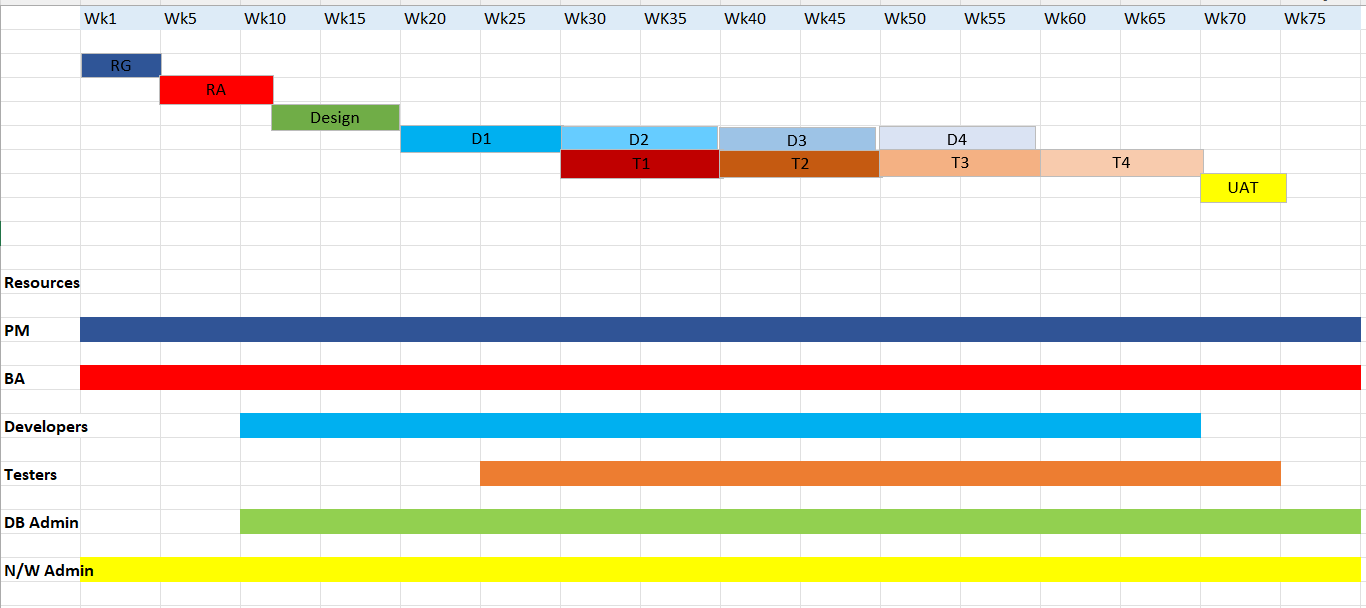 Wk1 Wk5 Wk10 Wk15 Wk20 Wk25 Wk30 WK35 Wk40 Wk45 Wk50 Wk55 Wk60 Wk65 Wk70 Wk75
RG
RA
Design
D1 D2 D3 D4
T1 T2 T3 T4
UAT
Resources
PM
BA
Developers
Testers
DB Admin
N/W Admin